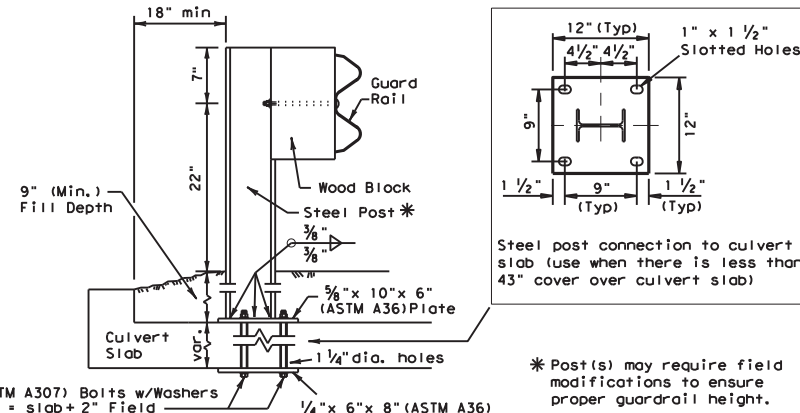 18" min
7"
22"
Guard
Rail
Wood Block
Steel Post *
3/8"
3/8"
9" (Min.)
Fill Depth
5/8" x 10"x 6"
(ASTM A36)Plate
Culvert
Slab
var.
1 1/4"dia. holes
TM A307) Bolts w/Washers
= slab+ 2" Field
1/4"x 6"x 8"(ASTM A36)
12"(Typ)
4 1/2" 4 1/2"
1" x 1 1/2"
Slotted Holes
9"
12"
1 1/2"
9"
(Typ)
1 1/2"
(Typ)
Steel post connection to culvert
slab (use when there is less than
43" cover over culvert slab)
* Post(s) may require field
modifications to ensure
proper guardrail height.